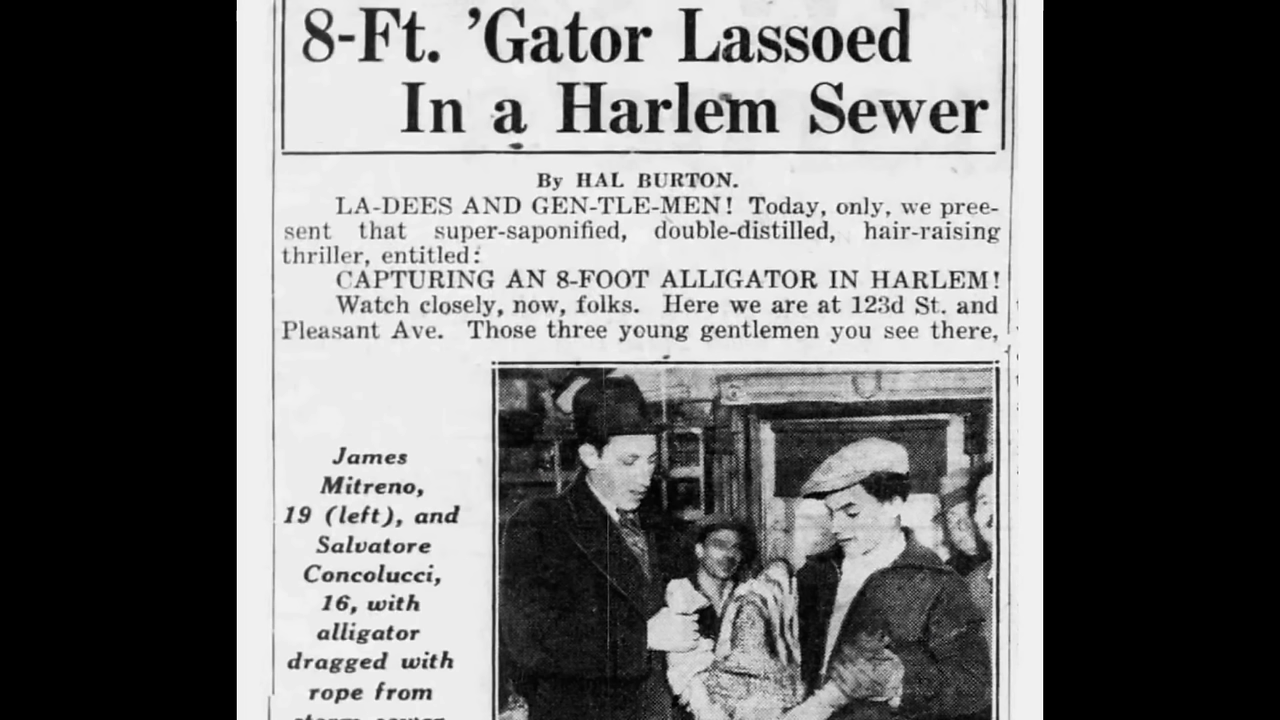 8-Ft. 'Gator Lassoed
In a Harlem Sewer
By HAL BURTON.
LA-DEES AND GEN-TLE-MEN! Today, only, we pree-
sent that super-saponified, double-distilled, hair-raising
thriller, entitled:
CAPTURING AN 8-FOOT ALLIGATOR IN HARLEM!
Watch closely, now, folks. Here we are at 123d St. and
Pleasant Ave. Those three young gentlemen you see there,
James
Mitreno,
19 (left), and
Salvatore
Concolucci,
16, with
alligator
dragged with
rope from
storm sewer